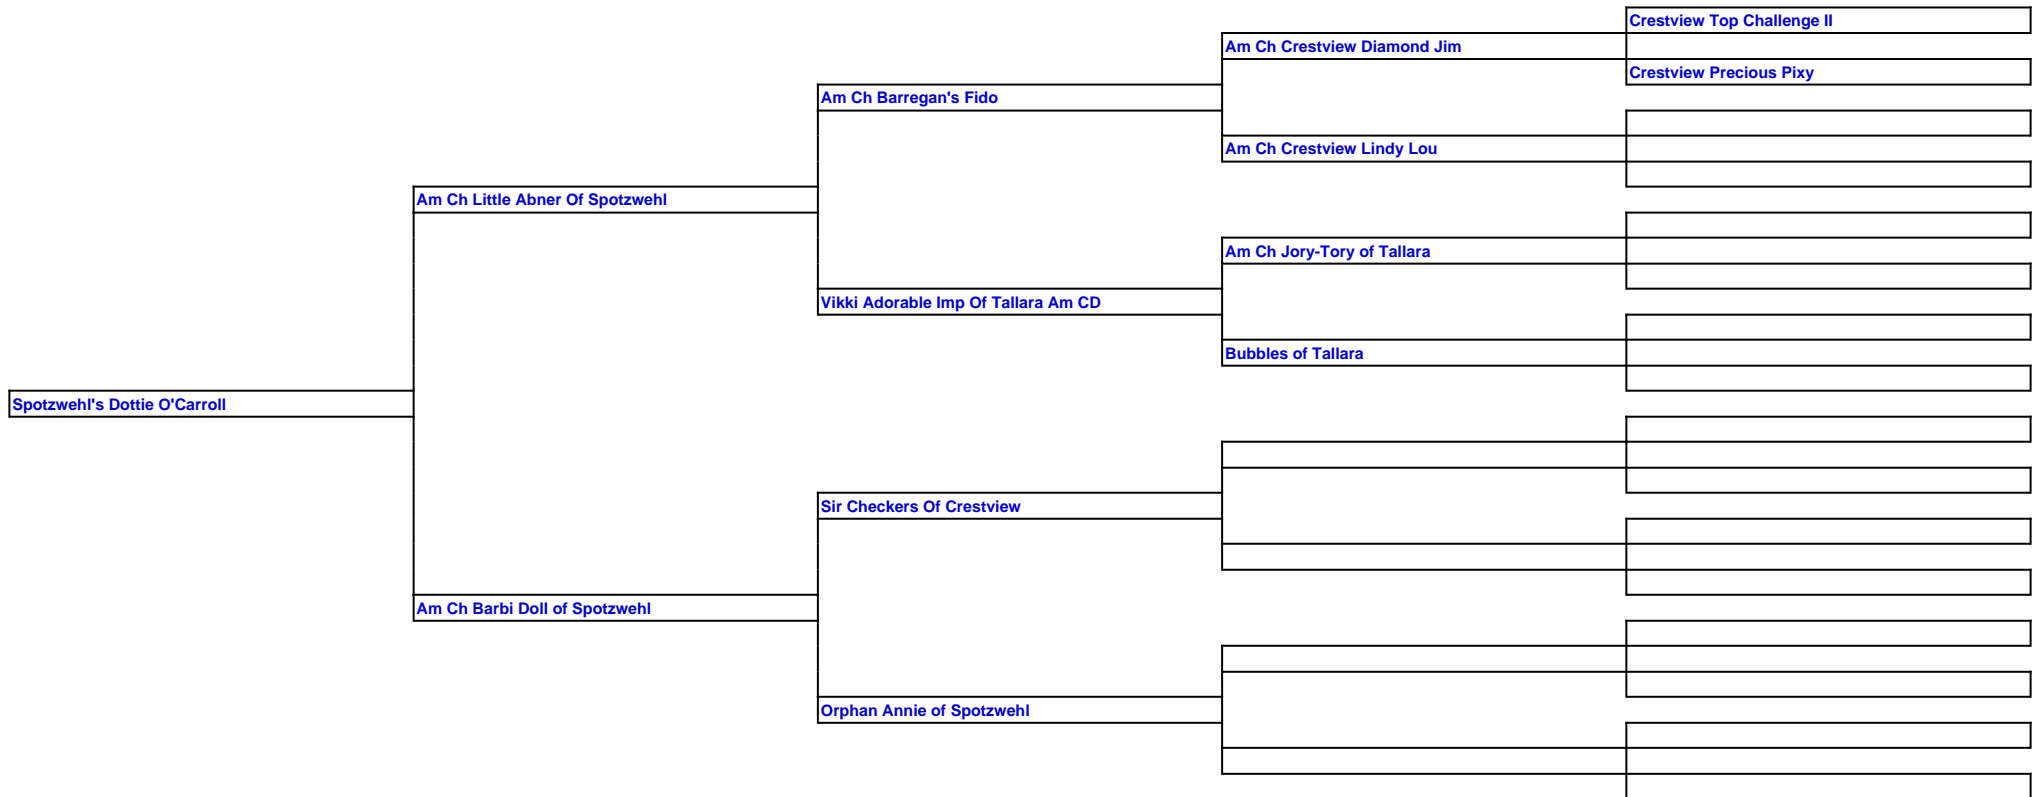 Crestview Top Challenge II
Am Ch Crestview Diamond Jim
Crestview Precious Pixy
Am Ch Barregan's Fido
Am Ch Crestview Lindy Lou
Am Ch Little Abner Of Spotzwehl
Am Ch Jory-Tory of Tallara
Vikki Adorable Imp Of Tallara Am CD
Bubbles of Tallara
Spotzwehl's Dottie O'Carroll
Sir Checkers Of Crestview
Am Ch Barbi Doll of Spotzwehl
Orphan Annie of Spotzwehl